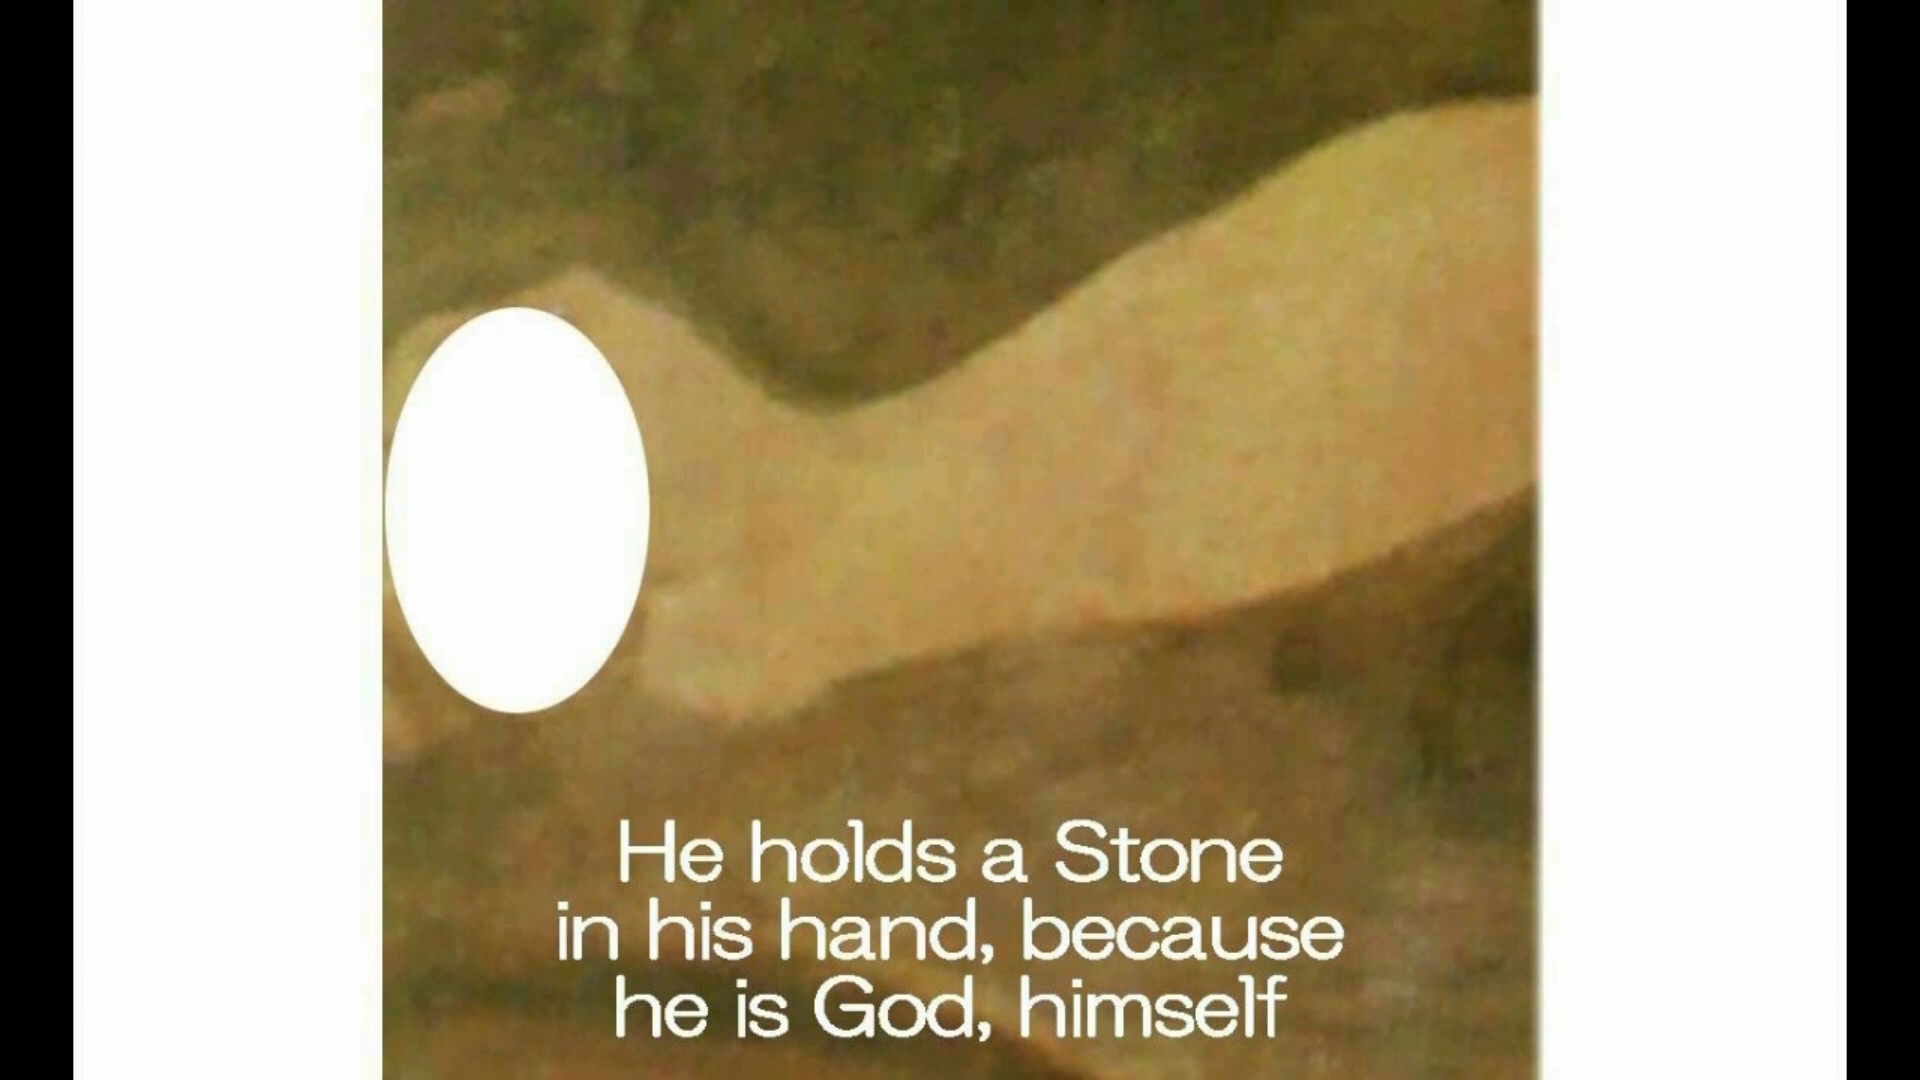 He holds a Stone
in his hand, because
he is God, himself